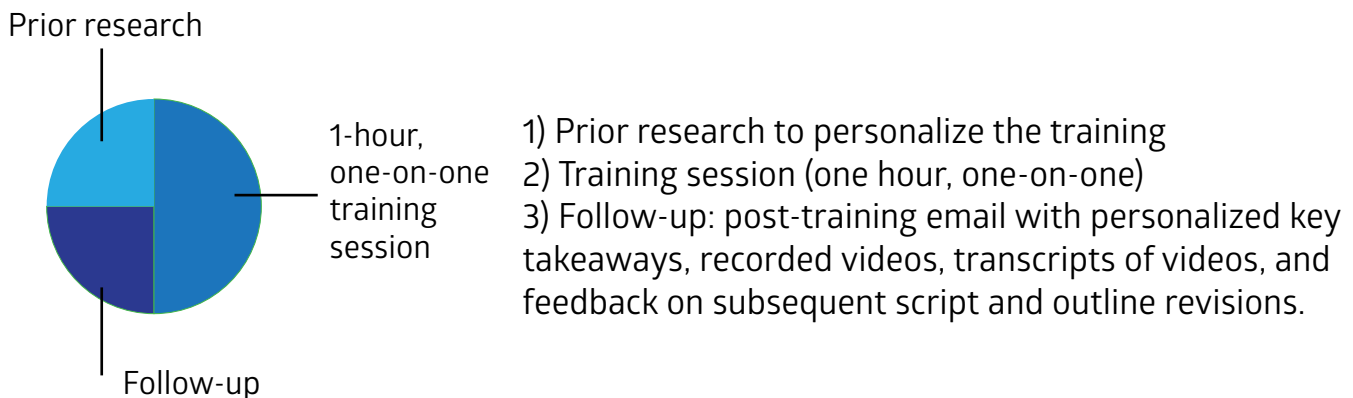 Prior research
1-hour,
one-on-one
training
session
Follow-up
1) Prior research to personalize the training
2) Training session (one hour, one-on-one)
3) Follow-up: post-training email with personalized key
takeaways, recorded videos, transcripts of videos, and
feedback on subsequent script and outline revisions.